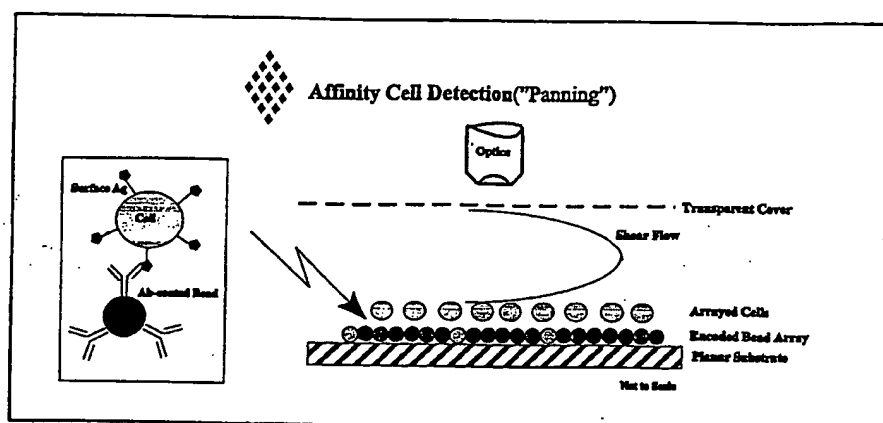 Affinity Cell Detection("Panning")
Optics
Surface Ag
Cell
Transparent Cover
Shear Flow
Ab-coated Bead
Arrayed Cells
Encoded Bead Array
Planar Substrate
Not to Scale